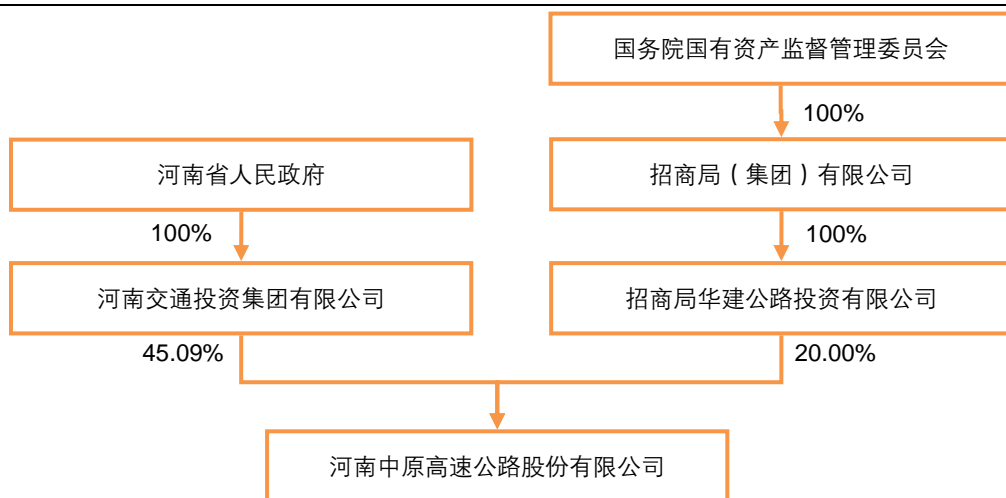 国务院国有资产监督管理委员会
100%
河南省人民政府
招商局（集团）有限公司
100%
100%
河南交通投资集团有限公司
招商局华建公路投资有限公司
45.09%
20.00%
河南中原高速公路股份有限公司